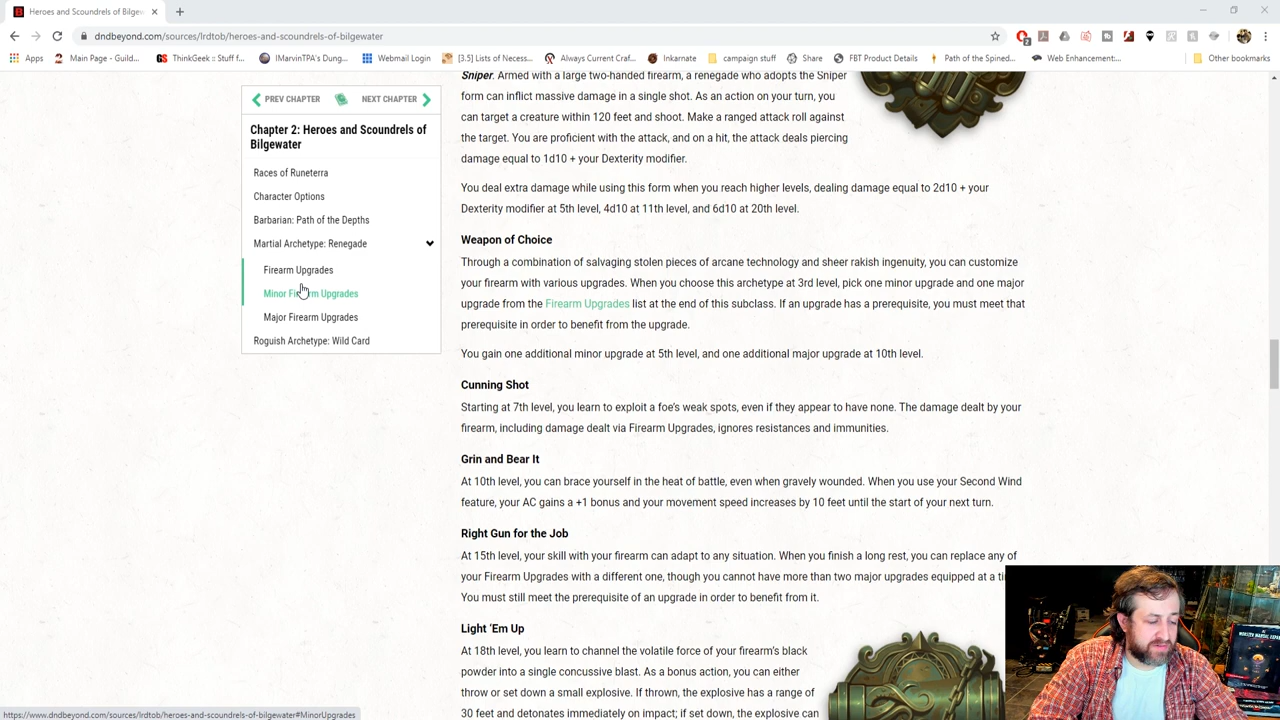 Heroes and Scoundrels of Bilgew
dndbeyond.com/sources/lrdtob/heroes-and-scoundrels-of-bilgewater
Apps
Main Page - Guild...
ThinkGeek :: Stuff f...
IMarvinTPA's Dung...
Webmail Login
[3.5] Lists of Necess...
Always Current Craf...
Inkarnate
campaign stuff
Share
FBT Product Details
Path of the Spined...
Web Enhancement:...
Other bookmarks
PREV CHAPTER
NEXT CHAPTER
Chapter 2: Heroes and Scoundrels of
Bilgewater
Races of Runeterra
Character Options
Barbarian: Path of the Depths
Martial Archetype: Renegade
Firearm Upgrades
Minor Firearm Upgrades
Major Firearm Upgrades
Roguish Archetype: Wild Card
Sniper. Armed with a large two-handed firearm, a renegade who adopts the Sniper
form can inflict massive damage in a single shot. As an action on your turn, you
can target a creature within 120 feet and shoot. Make a ranged attack roll against
the target. You are proficient with the attack, and on a hit, the attack deals piercing
damage equal to 1d10 + your Dexterity modifier.
You deal extra damage while using this form when you reach higher levels, dealing damage equal to 2d10 + your
Dexterity modifier at 5th level, 4d10 at 11th level, and 6d10 at 20th level.
Weapon of Choice
Through a combination of salvaging stolen pieces of arcane technology and sheer rakish ingenuity, you can customize
your firearm with various upgrades. When you choose this archetype at 3rd level, pick one minor upgrade and one major
upgrade from the Firearm Upgrades list at the end of this subclass. If an upgrade has a prerequisite, you must meet that
prerequisite in order to benefit from the upgrade.
You gain one additional minor upgrade at 5th level, and one additional major upgrade at 10th level.
Cunning Shot
Starting at 7th level, you learn to exploit a foe's weak spots, even if they appear to have none. The damage dealt by your
firearm, including damage dealt via Firearm Upgrades, ignores resistances and immunities.
Grin and Bear It
At 10th level, you can brace yourself in the heat of battle, even when gravely wounded. When you use your Second Wind
feature, your AC gains a +1 bonus and your movement speed increases by 10 feet until the start of your next turn.
Right Gun for the Job
At 15th level, your skill with your firearm can adapt to any situation. When you finish a long rest, you can replace any of
your Firearm Upgrades with a different one, though you cannot have more than two major upgrades equipped at a ti
You must still meet the prerequisite of an upgrade in order to benefit from it.
Light 'Em Up
At 18th level, you learn to channel the volatile force of your firearm's black
powder into a single concussive blast. As a bonus action, you can either
throw or set down a small explosive. If thrown, the explosive has a range of
30 feet and detonates immediately on impact; if set down, the explosive can
https://www.dndbeyond.com/sources/lrdtob/heroes-and-scoundrels-of-bilgewater#MinorUpgrades